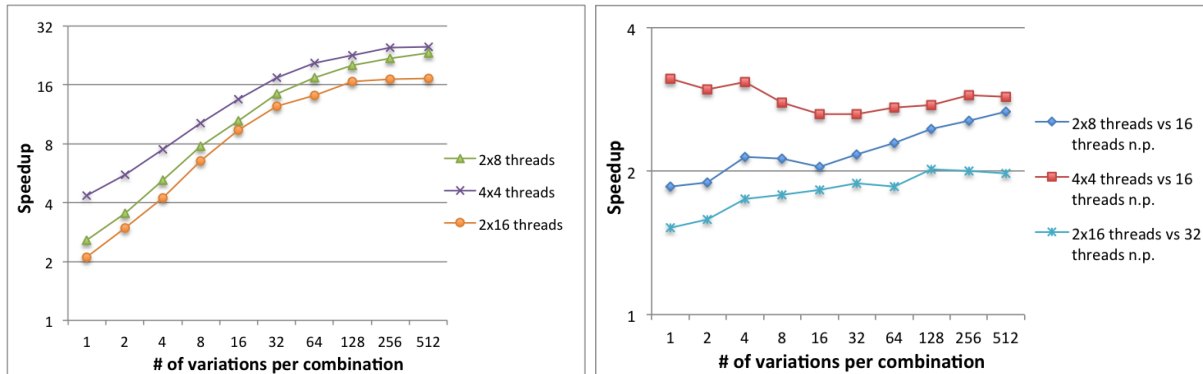 32
16
8
4
2
1
Speedup
1 2 4 8 16 32 64 128 256 512
# of variations per combination
2x8 threads
4x4 threads
2x16 threads
4
2
1
Speedup
1 2 4 8 16 32 64 128 256 512
# of variations per combination
2x8 threads vs 16
threads n.p.
4x4 threads vs 16
threads n.p.
2x16 threads vs 32
threads n.p.